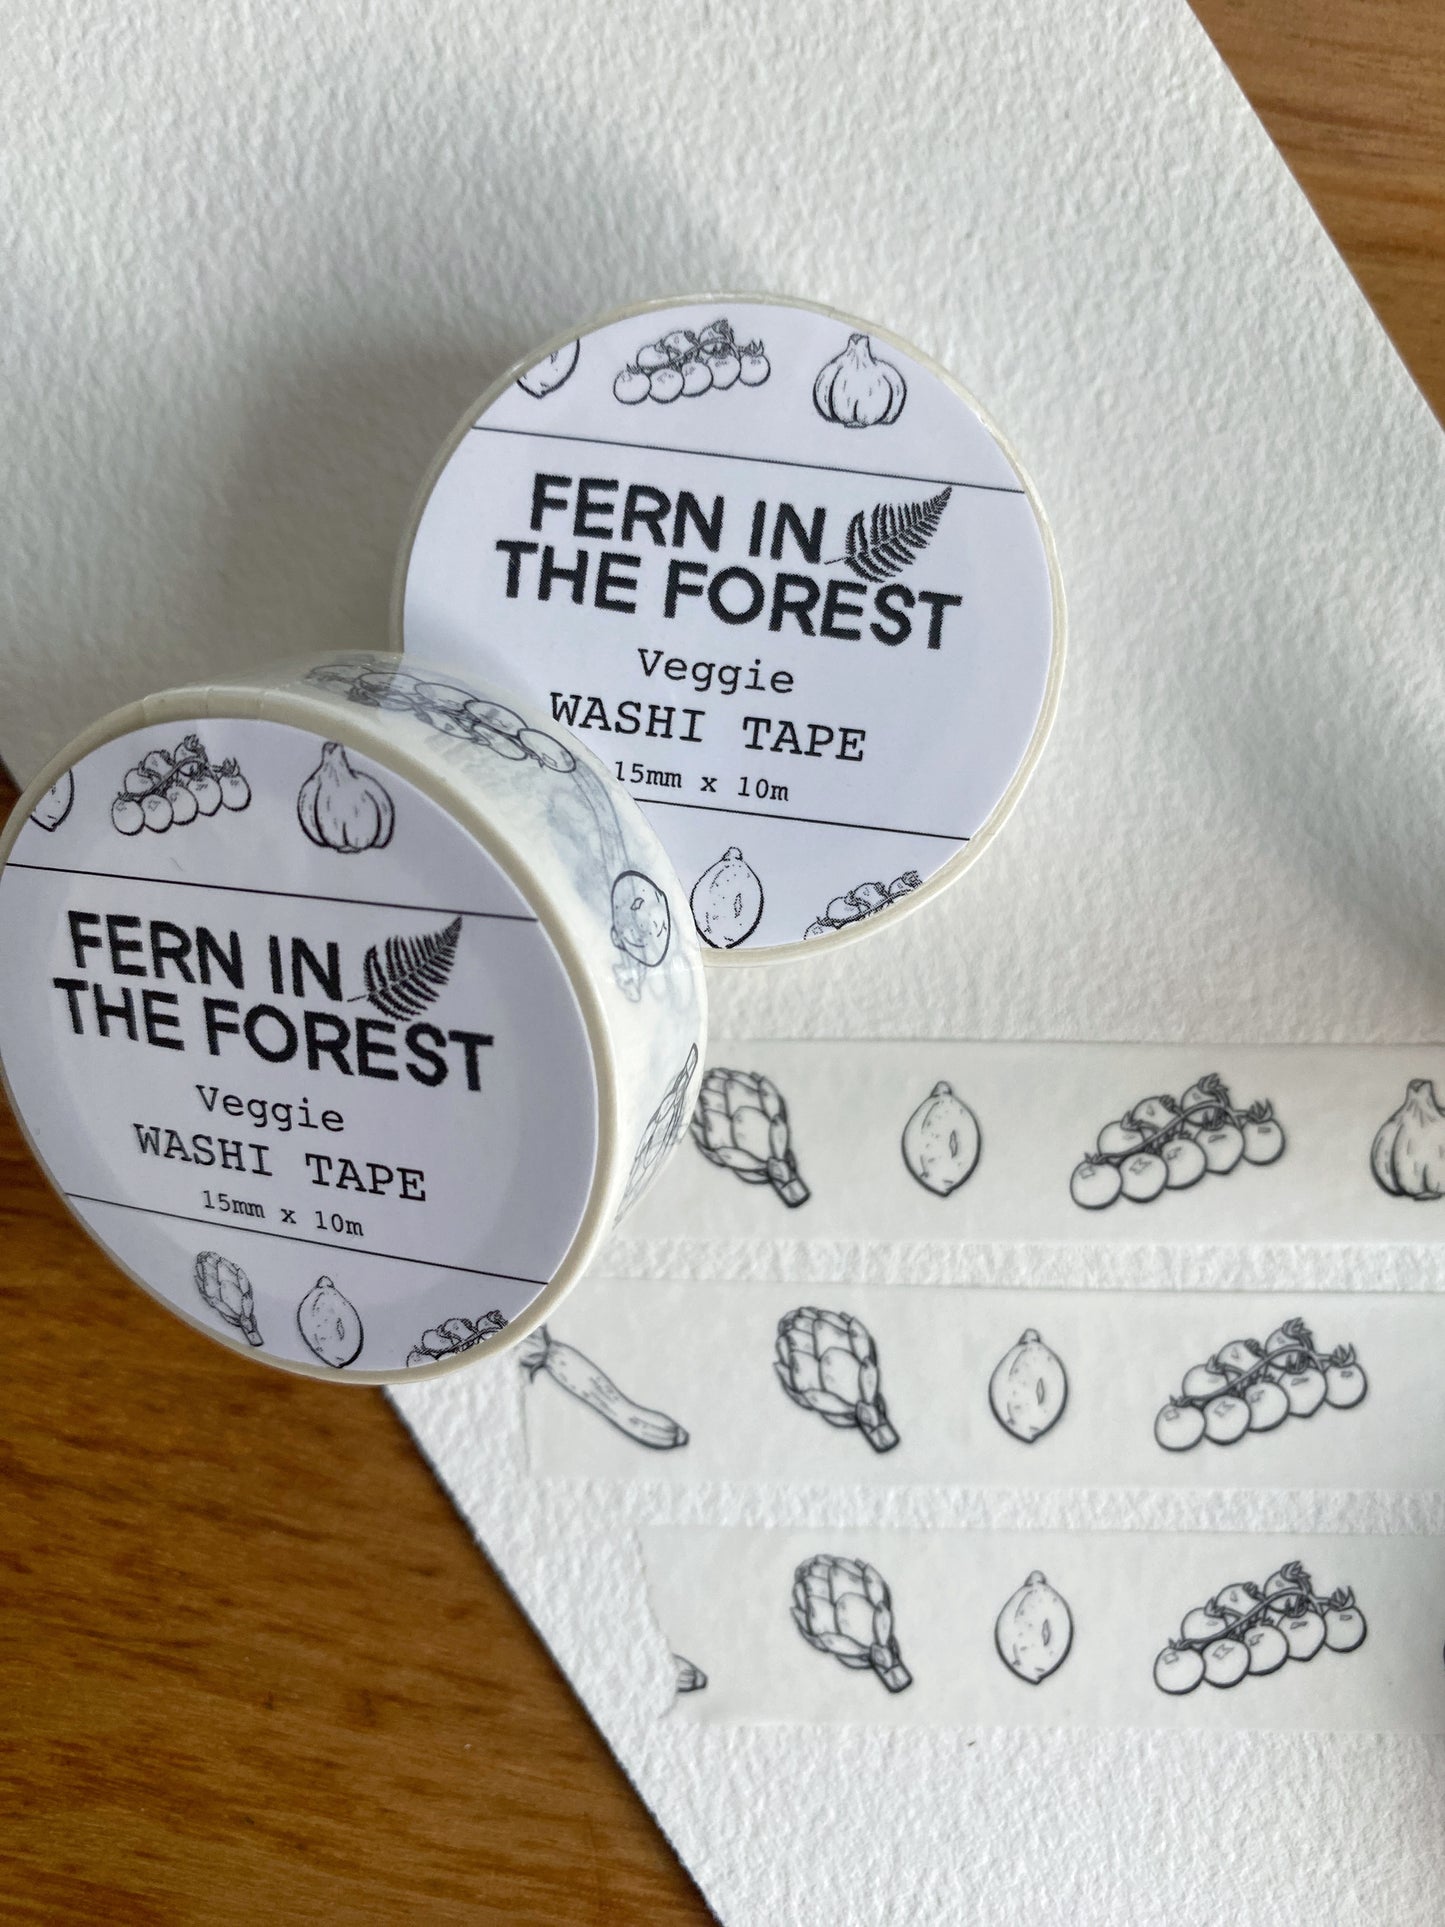 FERN IN
THE FOREST
Veggie
WASHI TAPE
15mm x 10m
FERN IN
THE FOREST
Veggie
WASHI TAPE
15mm x 10m